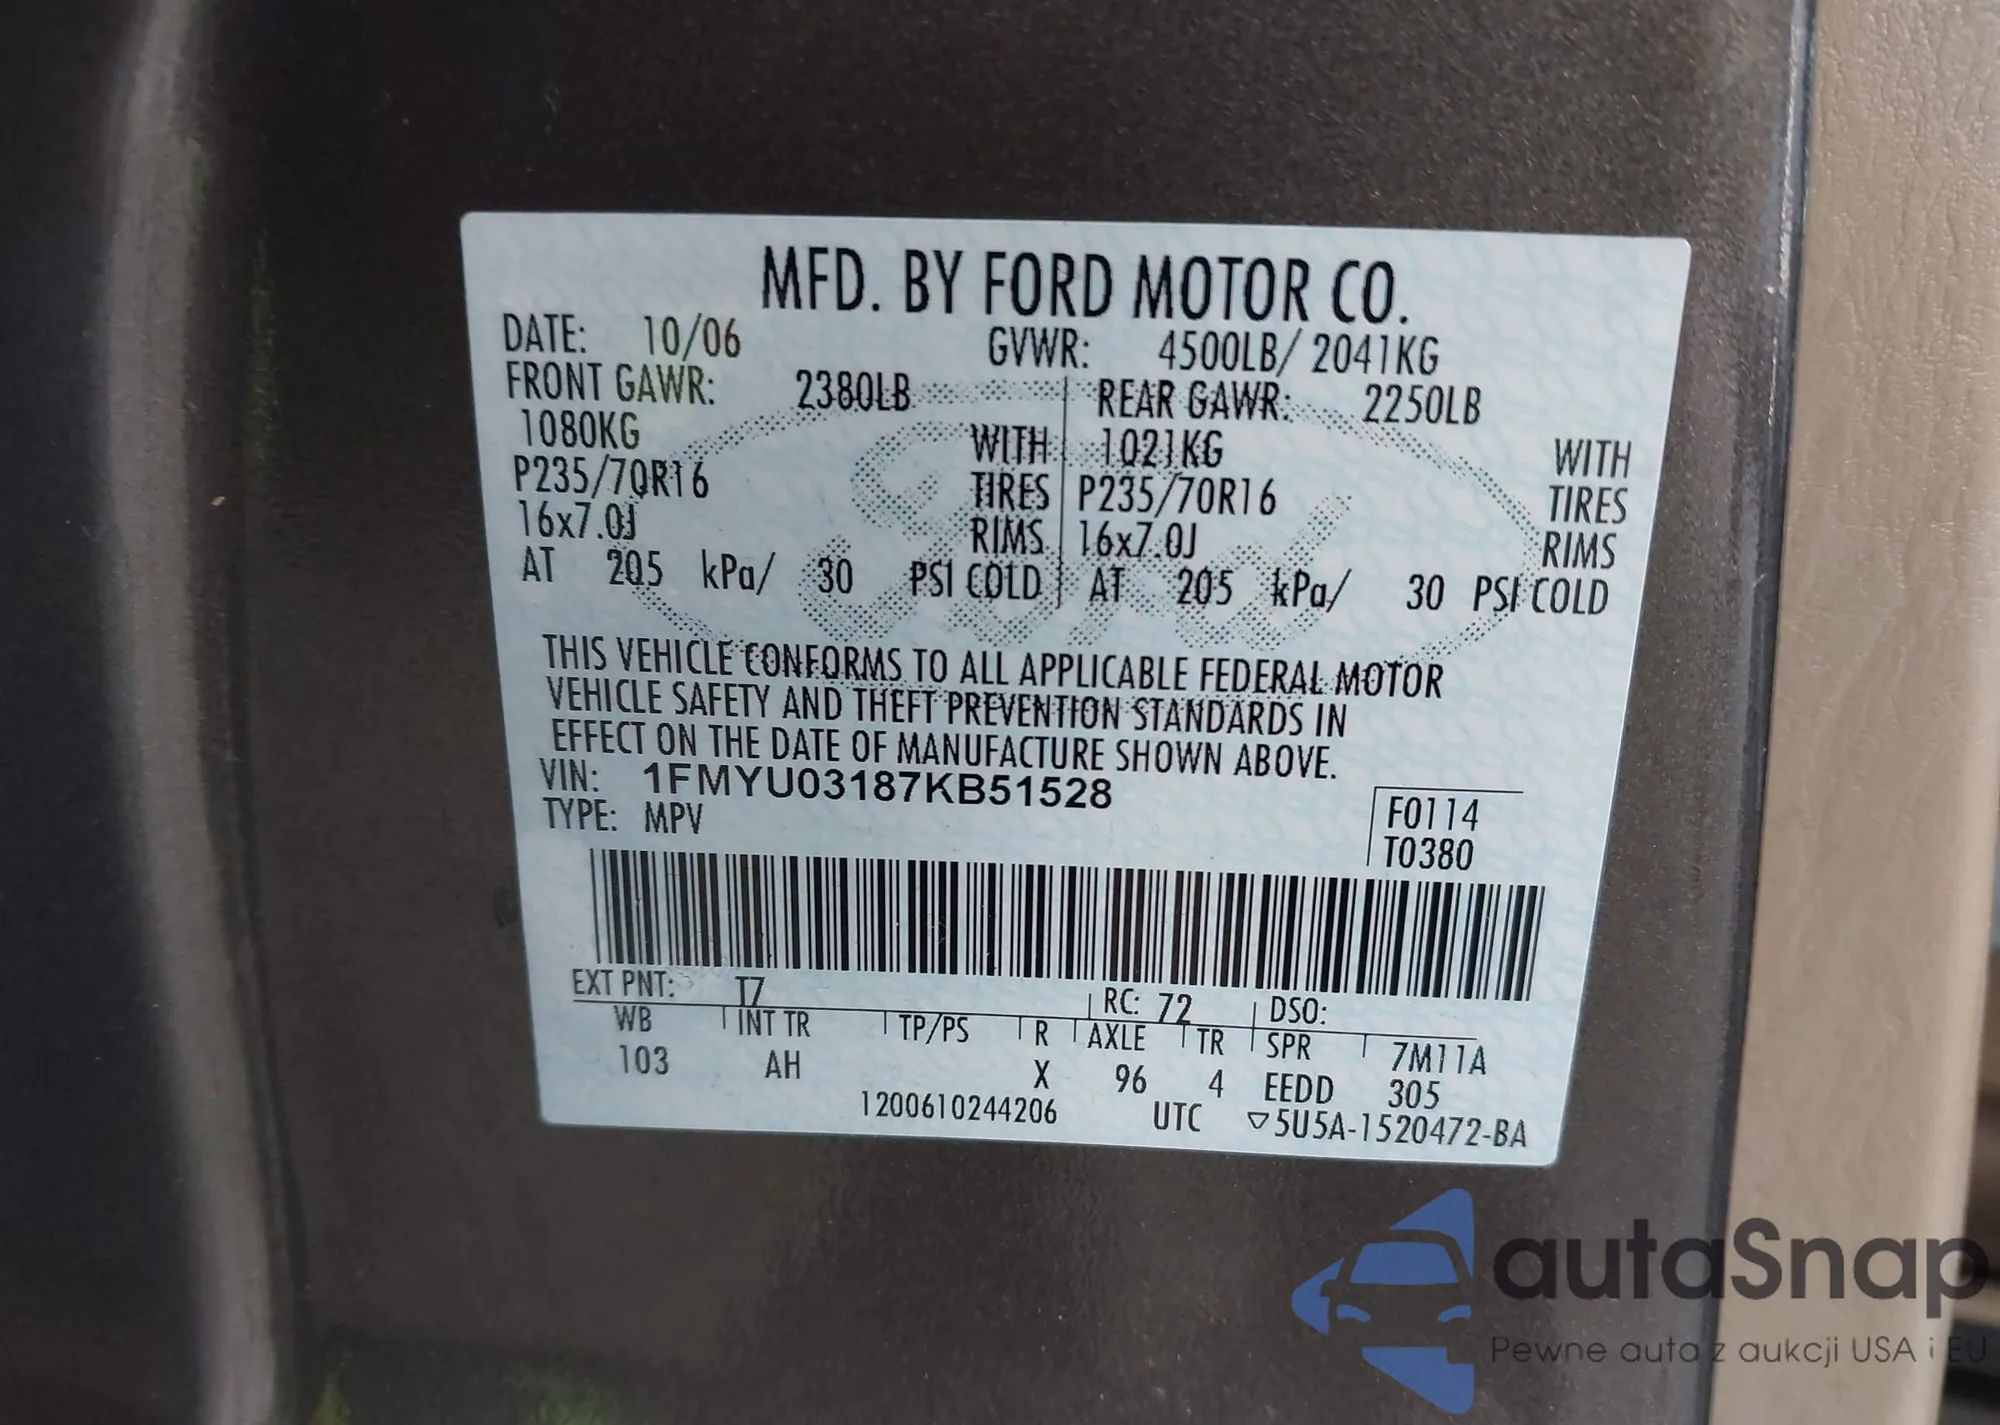 MFD. BY FORD MOTOR CO.
DATE: 10/06 GVWR: 4500LB/ 2041KG
FRONT GAWR: 2380LB REAR GAWR: 2250LB
1080KG WITH 1021KG WITH
P235/70R16 TIRES P235/70R16 TIRES
16x7.0J RIMS 16x7.0J RIMS
AT 205 kPa/ 30 PSI COLD AT 205 kPa/ 30 PSI COLD
THIS VEHICLE CONFORMS TO ALL APPLICABLE FEDERAL MOTOR
VEHICLE SAFETY AND THEFT PREVENTION STANDARDS IN
EFFECT ON THE DATE OF MANUFACTURE SHOWN ABOVE.
VIN: 1FMYU03187KB51528
TYPE: MPV
F0114
T0380
EXT PNT: T7 RC: 72 DSO:
WB INT TR TP/PS R AXLE TR SPR 7M11A
103 AH X 96 4 EEDD 305
1200610244206 UTC ▽5U5A-1520472-BA
Ford
autaSnap
Pewne auta z aukcji USA i EU